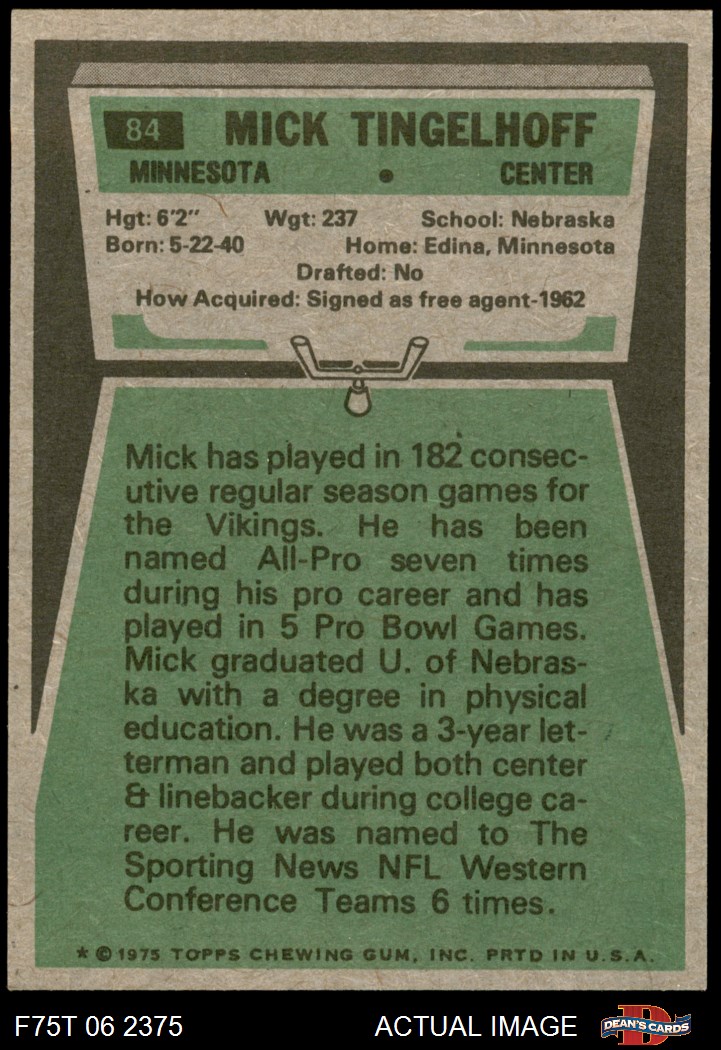 84 MICK TINGELHOFF
MINNESOTA • CENTER
Hgt: 6'2" Wgt: 237 School: Nebraska
Born: 5-22-40 Home: Edina, Minnesota
Drafted: No
How Acquired: Signed as free agent-1962
Mick has played in 182 consec-
utive regular season games for
the Vikings. He has been
named All-Pro seven times
during his pro career and has
played in 5 Pro Bowl Games.
Mick graduated U. of Nebras-
ka with a degree in physical
education. He was a 3-year let-
terman and played both center
& linebacker during college ca-
reer. He was named to The
Sporting News NFL Western
Conference Teams 6 times.
* © 1975 TOPPS CHEWING GUM, INC. PRTD IN U.S.A.
F75T 06 2375 ACTUAL IMAGE DEAN'S CARDS